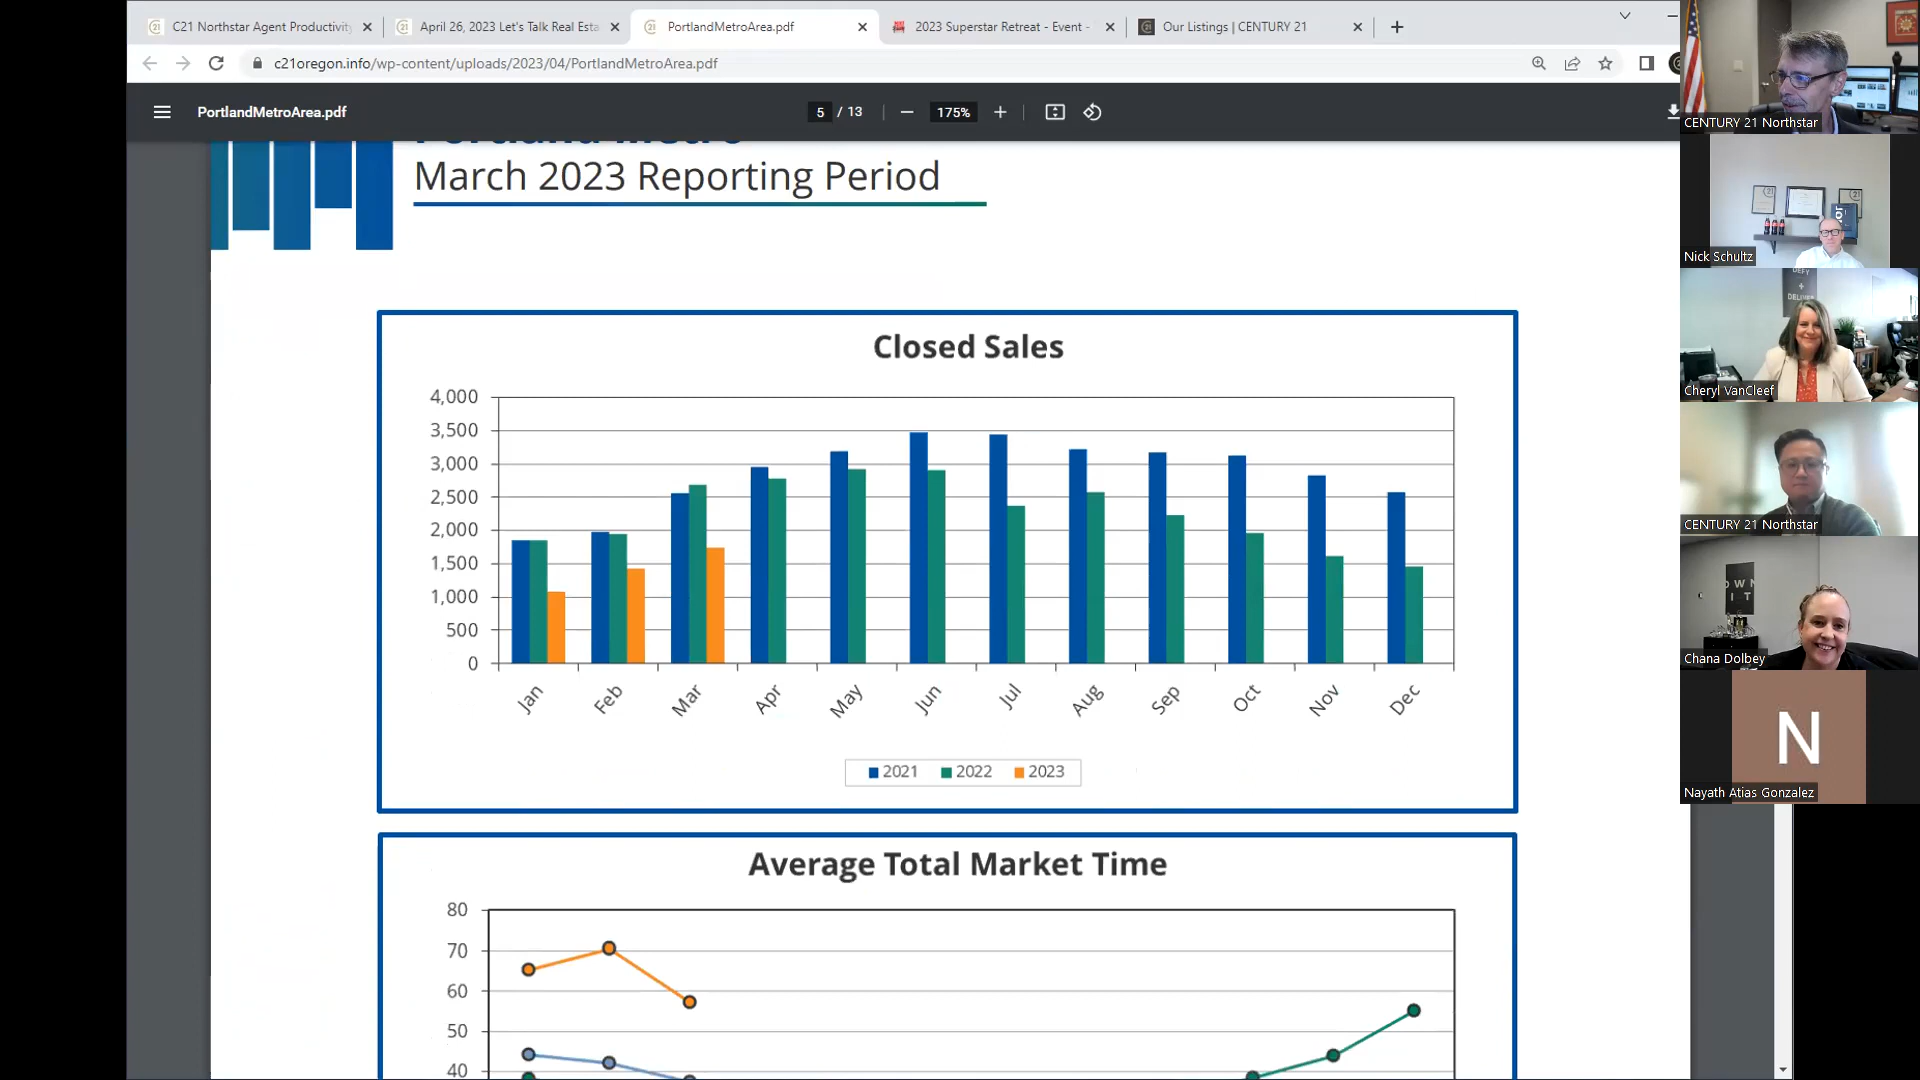 C21 Northstar Agent Productivity
April 26, 2023 Let's Talk Real Esta
PortlandMetroArea.pdf
2023 Superstar Retreat - Event -
Our Listings | CENTURY 21
c21oregon.info/wp-content/uploads/2023/04/PortlandMetroArea.pdf
PortlandMetroArea.pdf
5 / 13
175%
March 2023 Reporting Period
Closed Sales
4,000
3,500
3,000
2,500
2,000
1,500
1,000
500
0
Jan Feb Mar Apr May Jun Jul Aug Sep Oct Nov Dec
2021 2022 2023
Average Total Market Time
80
70
60
50
40
CENTURY 21 Northstar
Nick Schultz
DEFY
+
DELIVER
Cheryl VanCleef
CENTURY 21 Northstar
OWN
IT
Chana Dolbey
N
Nayath Atias Gonzalez